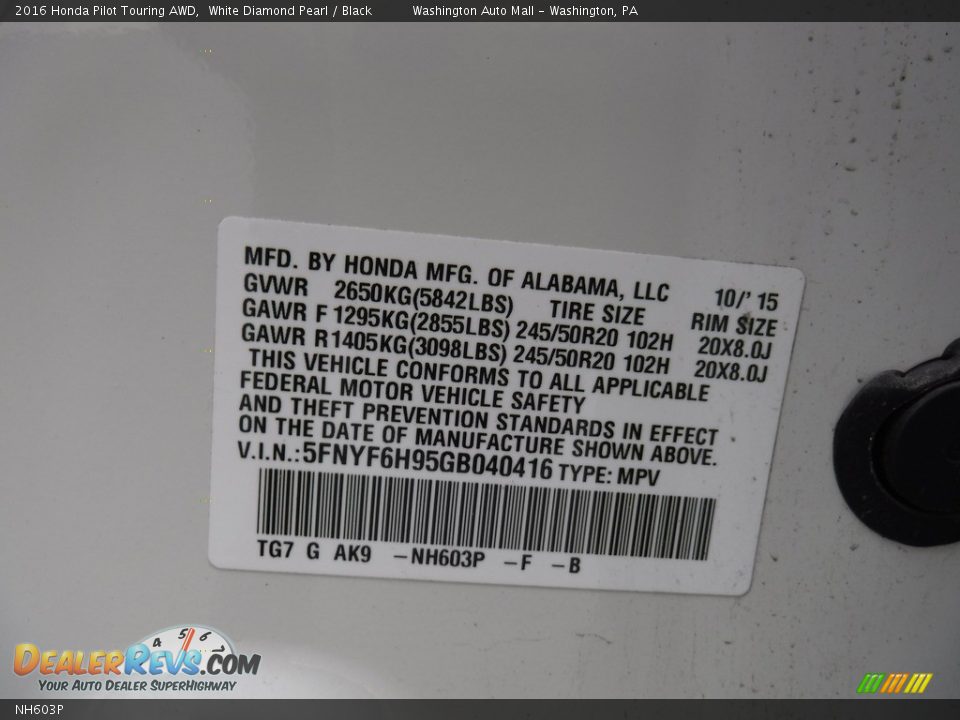 2016 Honda Pilot Touring AWD, White Diamond Pearl / Black Washington Auto Mall - Washington, PA
MFD. BY HONDA MFG. OF ALABAMA, LLC 10/' 15
GVWR 2650KG(5842LBS) TIRE SIZE RIM SIZE
GAWR F 1295KG(2855LBS) 245/50R20 102H 20X8.0J
GAWR R 1405KG(3098LBS) 245/50R20 102H 20X8.0J
THIS VEHICLE CONFORMS TO ALL APPLICABLE
FEDERAL MOTOR VEHICLE SAFETY
AND THEFT PREVENTION STANDARDS IN EFFECT
ON THE DATE OF MANUFACTURE SHOWN ABOVE.
V.I.N.: 5FNYF6H95GB040416 TYPE: MPV
TG7 G AK9 -NH603P -F -B
4 5 6 7
DEALERREVS.COM
YOUR AUTO DEALER SUPERHIGHWAY
NH603P